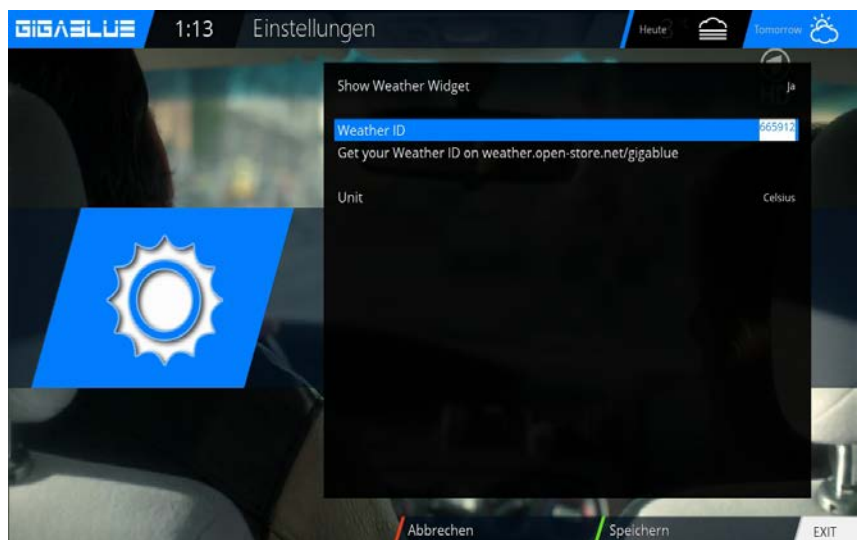 GIGABLUE 1:13 Einstellungen Heute Tomorrow
Show Weather Widget Ja
Weather ID 665912
Get your Weather ID on weather.open-store.net/gigablue
Unit Celsius
Abbrechen Speichern EXIT